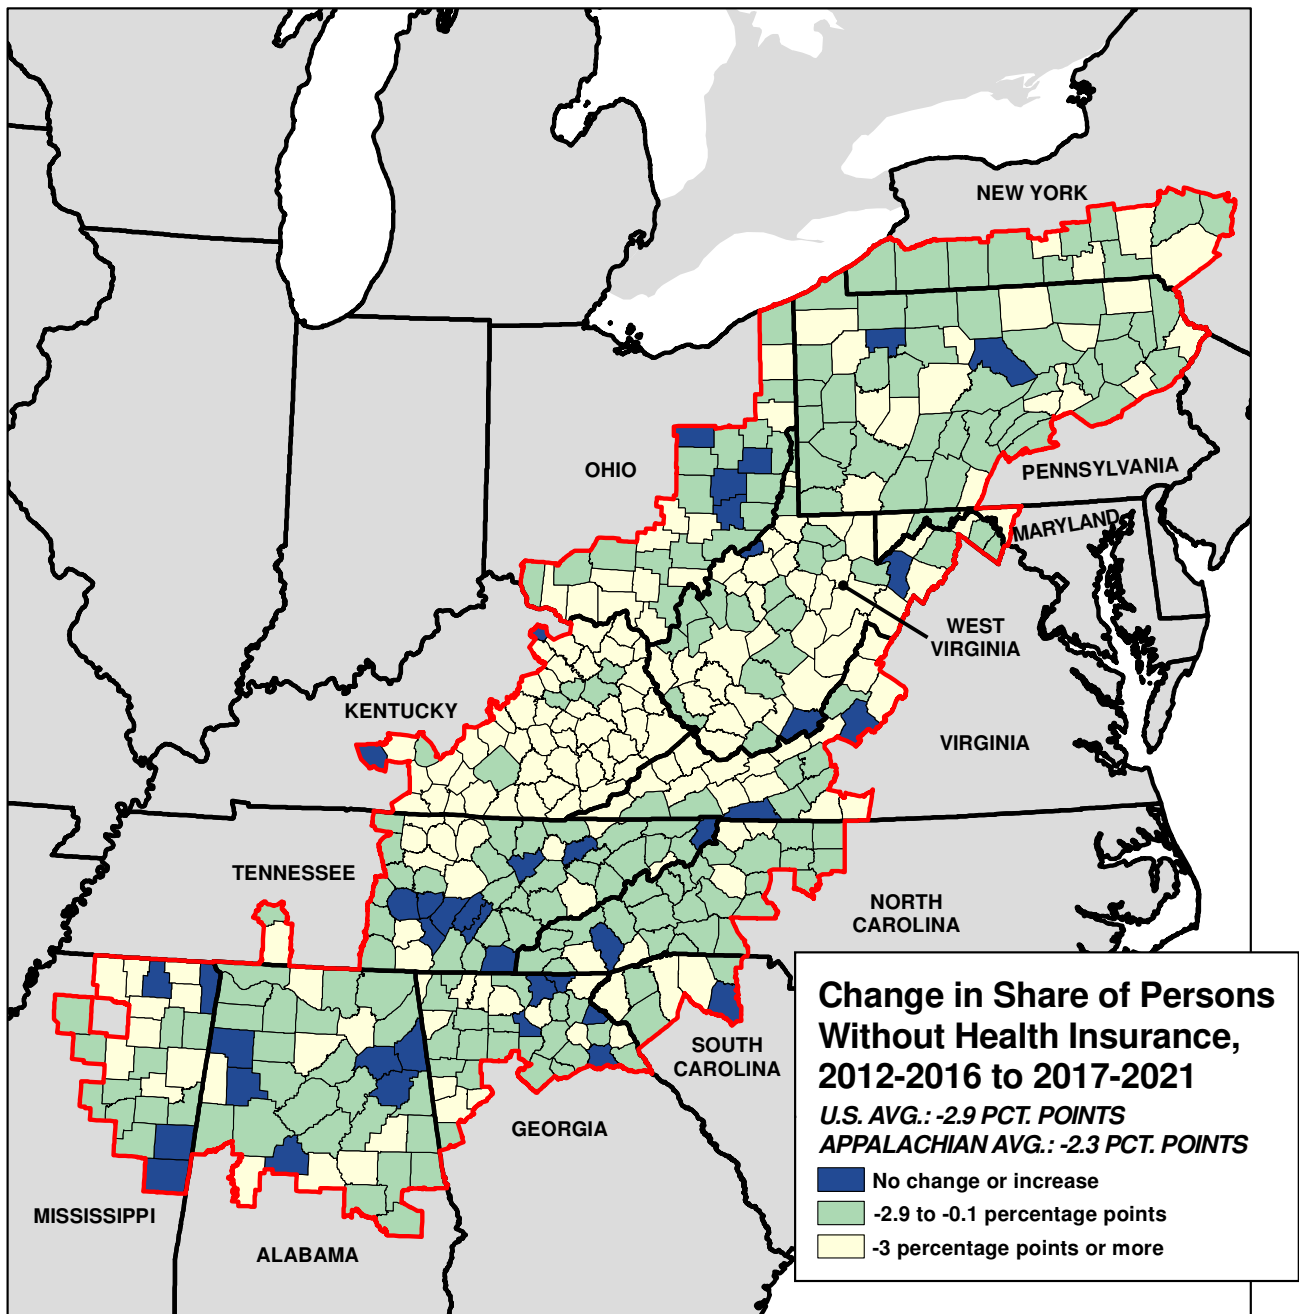 NEW YORK
OHIO
PENNSYLVANIA
MARYLAND
WEST
VIRGINIA
KENTUCKY
VIRGINIA
TENNESSEE
NORTH
CAROLINA
SOUTH
CAROLINA
GEORGIA
MISSISSIPPI
ALABAMA
Change in Share of Persons
Without Health Insurance,
2012-2016 to 2017-2021
U.S. AVG.: -2.9 PCT. POINTS
APPALACHIAN AVG.: -2.3 PCT. POINTS
No change or increase
-2.9 to -0.1 percentage points
-3 percentage points or more